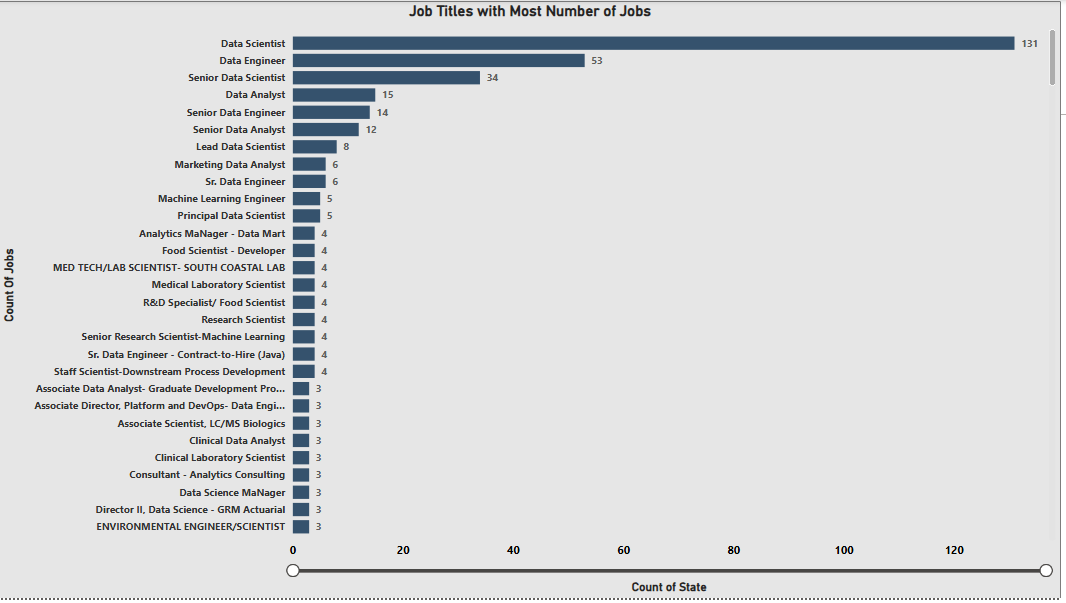 Job Titles with Most Number of Jobs
Data Scientist 131
Data Engineer 53
Senior Data Scientist 34
Data Analyst 15
Senior Data Engineer 14
Senior Data Analyst 12
Lead Data Scientist 8
Marketing Data Analyst 6
Sr. Data Engineer 6
Machine Learning Engineer 5
Principal Data Scientist 5
Analytics MaNager - Data Mart 4
Food Scientist - Developer 4
MED TECH/LAB SCIENTIST- SOUTH COASTAL LAB 4
Medical Laboratory Scientist 4
R&D Specialist/ Food Scientist 4
Research Scientist 4
Senior Research Scientist-Machine Learning 4
Sr. Data Engineer - Contract-to-Hire (Java) 4
Staff Scientist-Downstream Process Development 4
Associate Data Analyst- Graduate Development Pro... 3
Associate Director, Platform and DevOps- Data Engi... 3
Associate Scientist, LC/MS Biologics 3
Clinical Data Analyst 3
Clinical Laboratory Scientist 3
Consultant - Analytics Consulting 3
Data Science MaNager 3
Director II, Data Science - GRM Actuarial 3
ENVIRONMENTAL ENGINEER/SCIENTIST 3
Count Of Jobs
0 20 40 60 80 100 120
Count of State